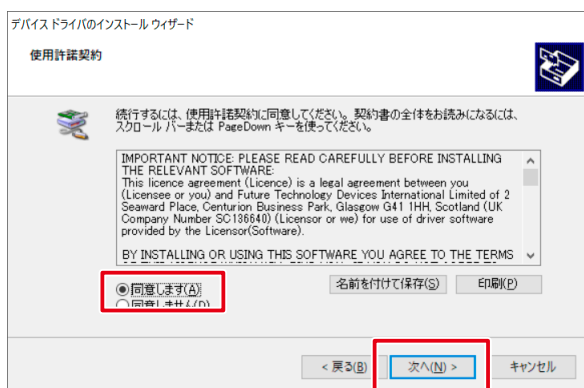 デバイス ドライバのインストール ウィザード
使用許諾契約
続行するには、使用許諾契約に同意してください。契約書の全体をお読みになるには、
スクロール バーまたは PageDown キーを使ってください。
IMPORTANT NOTICE: PLEASE READ CAREFULLY BEFORE INSTALLING
THE RELEVANT SOFTWARE:
This licence agreement (Licence) is a legal agreement between you
(Licensee or you) and Future Technology Devices International Limited of 2
Seaward Place, Centurion Business Park, Glasgow G41 1HH, Scotland (UK
Company Number SC136640) (Licensor or we) for use of driver software
provided by the Licensor(Software).
BY INSTALLING OR USING THIS SOFTWARE YOU AGREE TO THE TERMS
同意します(A)
名前を付けて保存(S)
印刷(P)
同意しません(D)
< 戻る(B)
次へ(N) >
キャンセル